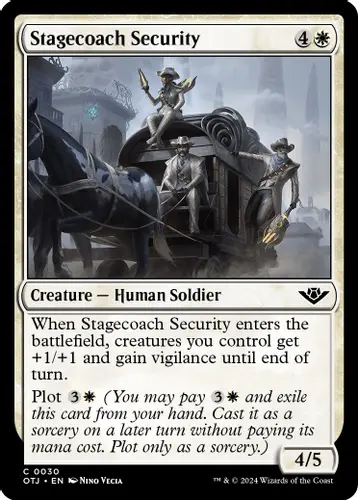 Stagecoach Security 4
Creature — Human Soldier
When Stagecoach Security enters the
battlefield, creatures you control get
+1/+1 and gain vigilance until end of
turn.
Plot 3 (You may pay 3 and exile
this card from your hand. Cast it as a
sorcery on a later turn without paying its
mana cost. Plot only as a sorcery.)
4/5
C 0030
OTJ • EN Nino Vecia
™ & © 2024 Wizards of the Coast